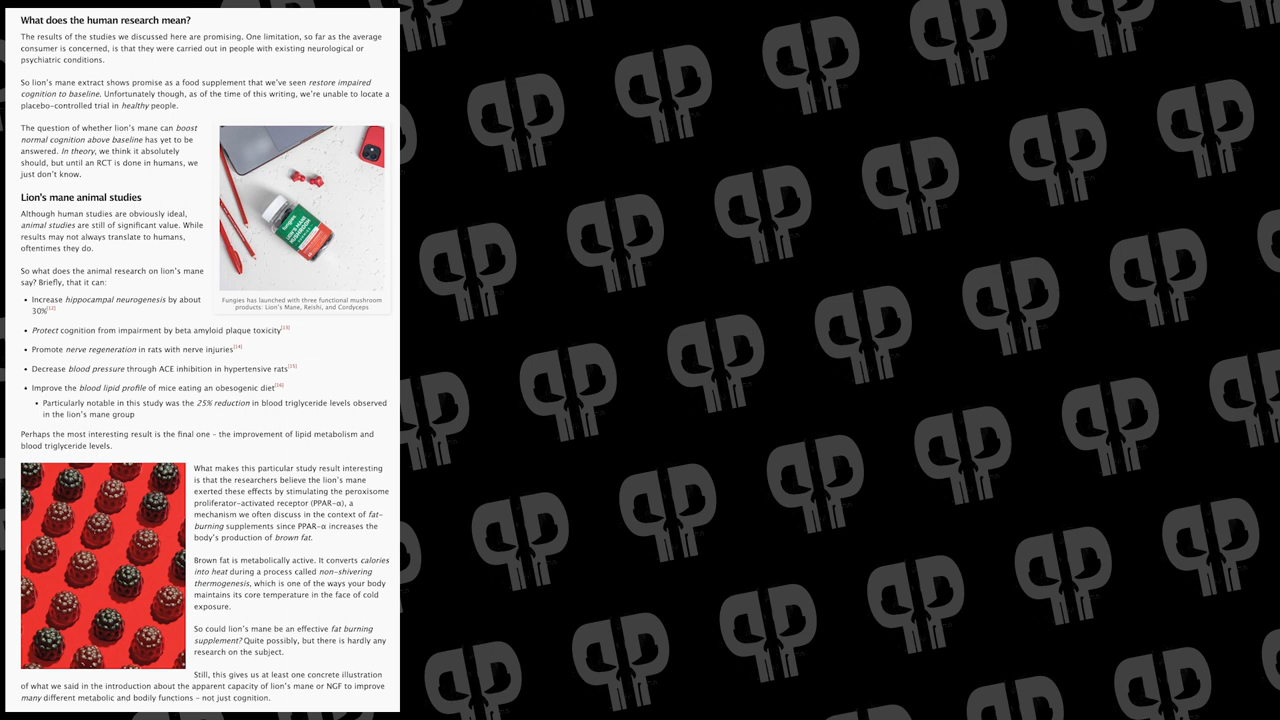 What does the human research mean?
The results of the studies we discussed here are promising. One limitation, so far as the average
consumer is concerned, is that they were carried out in people with existing neurological or
psychiatric conditions.
So lion's mane extract shows promise as a food supplement that we've seen restore impaired
cognition to baseline. Unfortunately though, as of the time of this writing, we're unable to locate a
placebo-controlled trial in healthy people.
The question of whether lion's mane can boost
normal cognition above baseline has yet to be
answered. In theory, we think it absolutely
should, but until an RCT is done in humans, we
just don't know.
Lion's mane animal studies
Although human studies are obviously ideal,
animal studies are still of significant value. While
results may not always translate to humans,
oftentimes they do.
So what does the animal research on lion's mane
say? Briefly, that it can:
• Increase hippocampal neurogenesis by about
30%[12]
fungies
LION'S MANE
MUSHROOM
Fungies has launched with three functional mushroom
products: Lion's Mane, Reishi, and Cordyceps
• Protect cognition from impairment by beta amyloid plaque toxicity[13]
• Promote nerve regeneration in rats with nerve injuries[14]
• Decrease blood pressure through ACE inhibition in hypertensive rats[15]
• Improve the blood lipid profile of mice eating an obesogenic diet[16]
• Particularly notable in this study was the 25% reduction in blood triglyceride levels observed
in the lion's mane group
Perhaps the most interesting result is the final one – the improvement of lipid metabolism and
blood triglyceride levels.
What makes this particular study result interesting
is that the researchers believe the lion's mane
exerted these effects by stimulating the peroxisome
proliferator-activated receptor (PPAR-α), a
mechanism we often discuss in the context of fat-
burning supplements since PPAR-α increases the
body's production of brown fat.
Brown fat is metabolically active. It converts calories
into heat during a process called non-shivering
thermogenesis, which is one of the ways your body
maintains its core temperature in the face of cold
exposure.
So could lion's mane be an effective fat burning
supplement? Quite possibly, but there is hardly any
research on the subject.
Still, this gives us at least one concrete illustration
of what we said in the introduction about the apparent capacity of lion's mane or NGF to improve
many different metabolic and bodily functions – not just cognition.